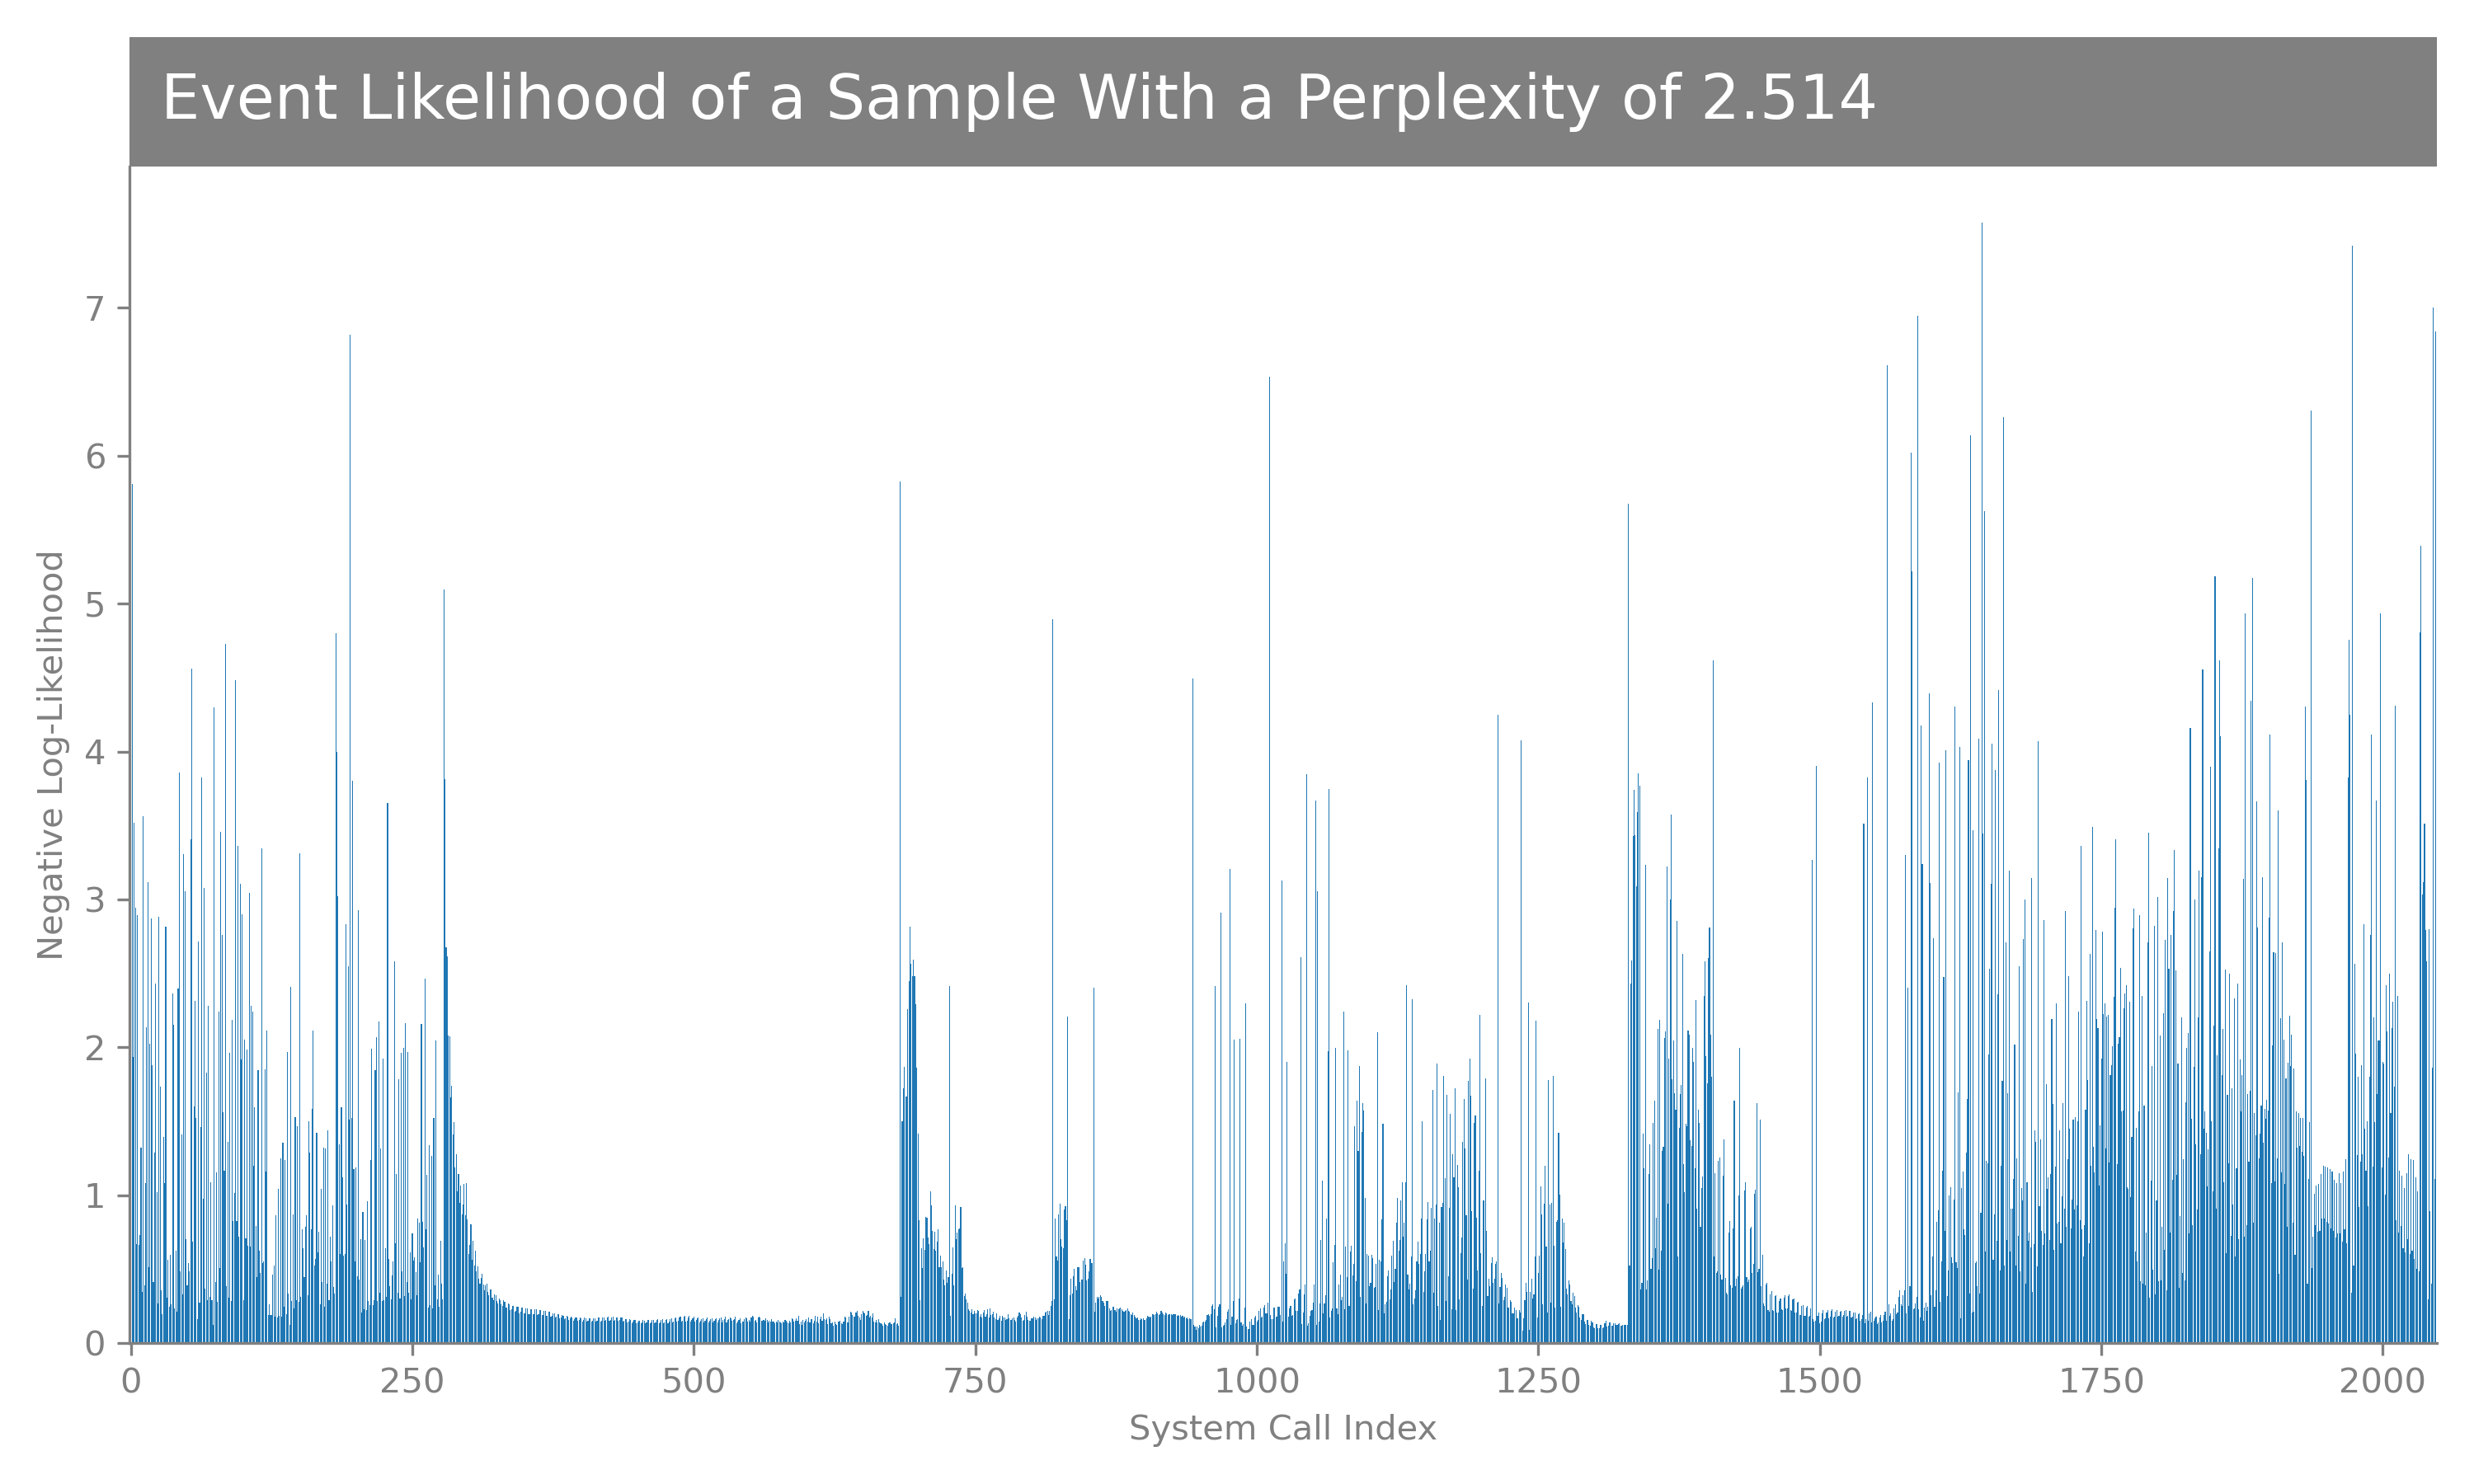 Event Likelihood of a Sample With a Perplexity of 2.514
Negative Log-Likelihood
7
6
5
4
3
2
1
0
0 250 500 750 1000 1250 1500 1750 2000
System Call Index